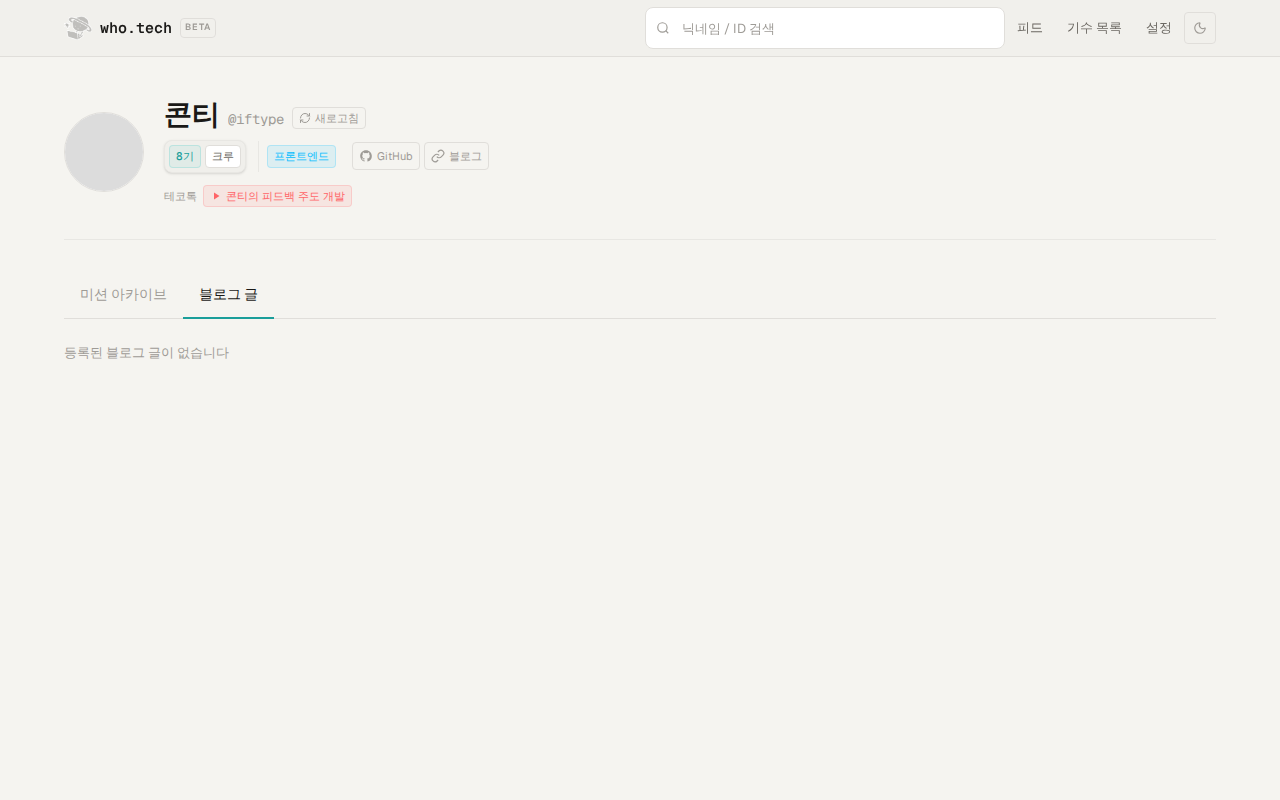 who.tech BETA 닉네임 / ID 검색 피드 기수 목록 설정
콘티 @iftype 새로고침
8기 크루 프론트엔드 GitHub 블로그
테코톡 콘티의 피드백 주도 개발
미션 아카이브 블로그 글
등록된 블로그 글이 없습니다